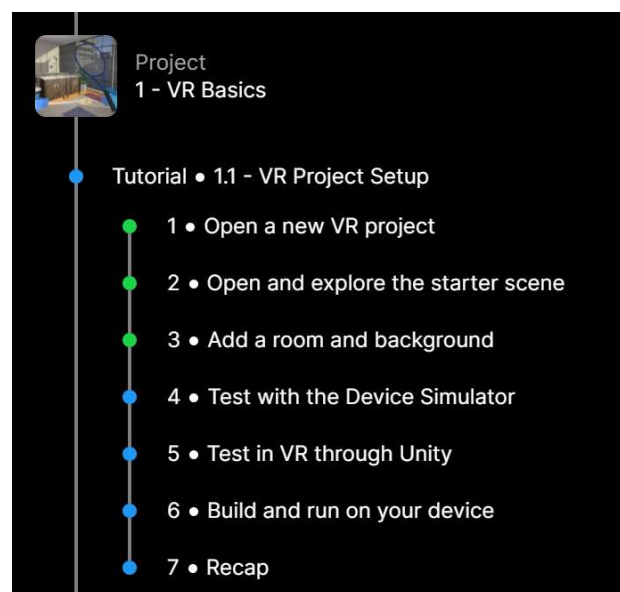 Project
1 - VR Basics
Tutorial • 1.1 - VR Project Setup
1 • Open a new VR project
2 • Open and explore the starter scene
3 • Add a room and background
4 • Test with the Device Simulator
5 • Test in VR through Unity
6 • Build and run on your device
7 • Recap